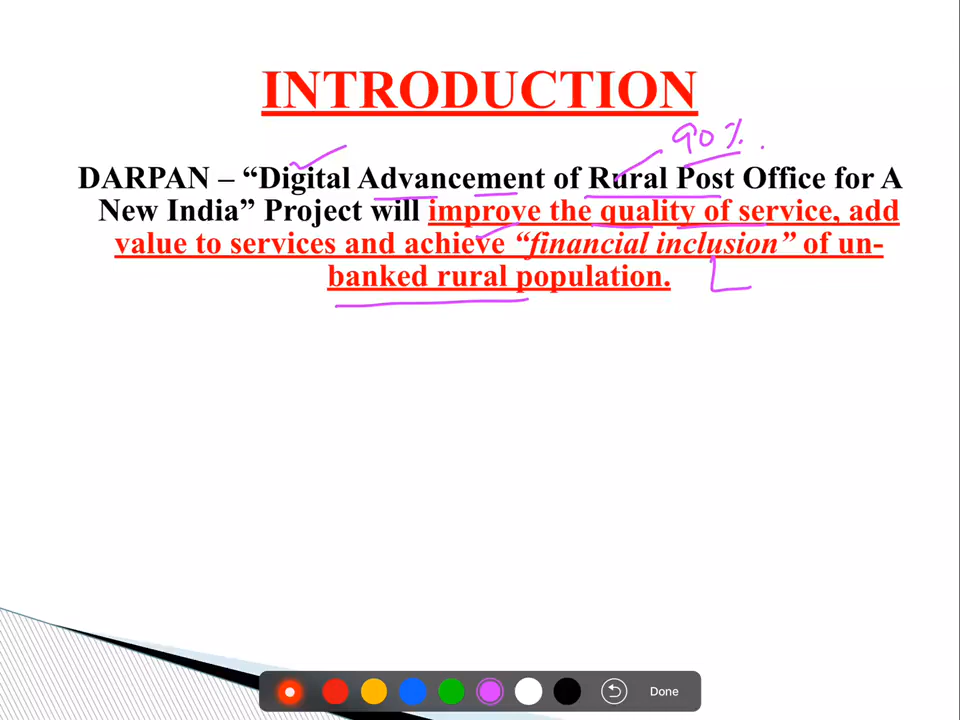 INTRODUCTION
90%.
DARPAN – “Digital Advancement of Rural Post Office for A
New India” Project will improve the quality of service, add
value to services and achieve “financial inclusion” of un-
banked rural population.
Done